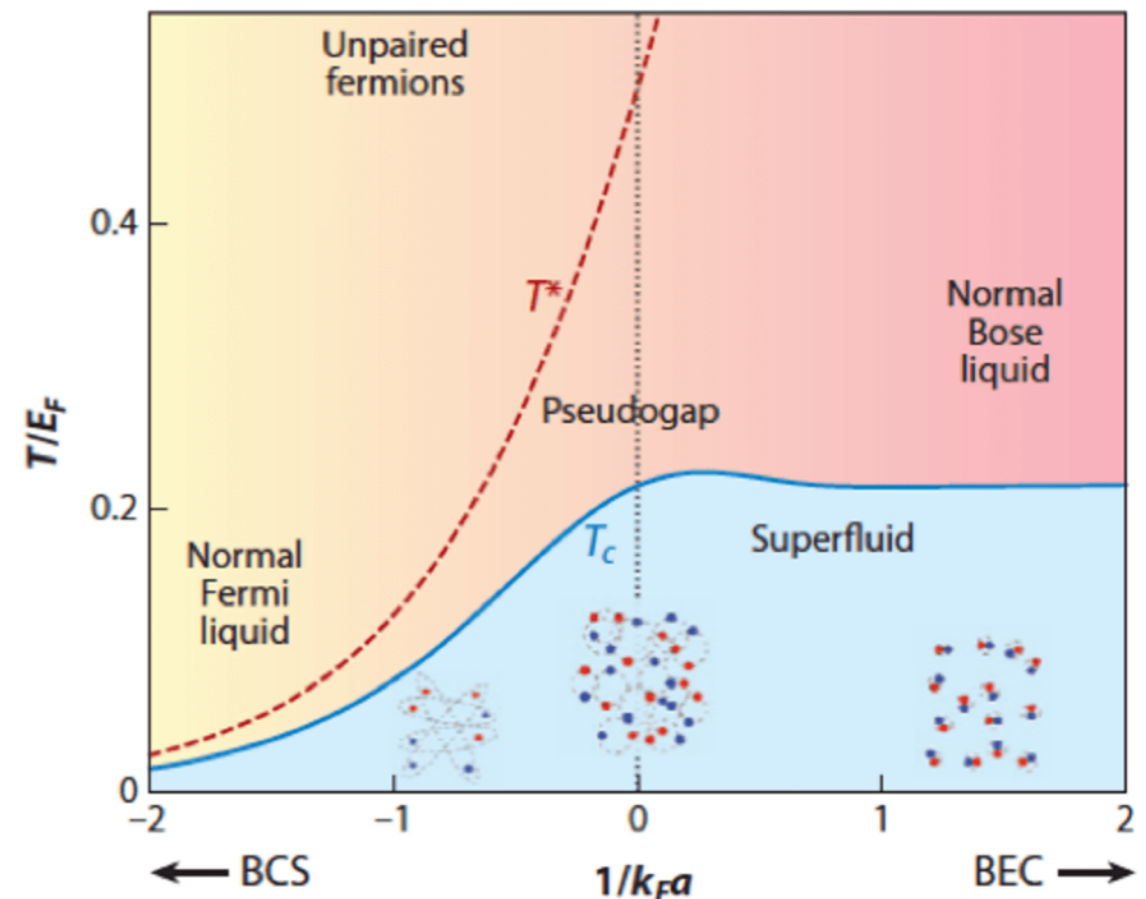 Unpaired
fermions
0.4
T*
Normal
Bose
liquid
T/E_F
Pseudogap
0.2
T_c
Superfluid
Normal
Fermi
liquid
0
−2
−1
0
1
2
BCS
1/k_Fa
BEC